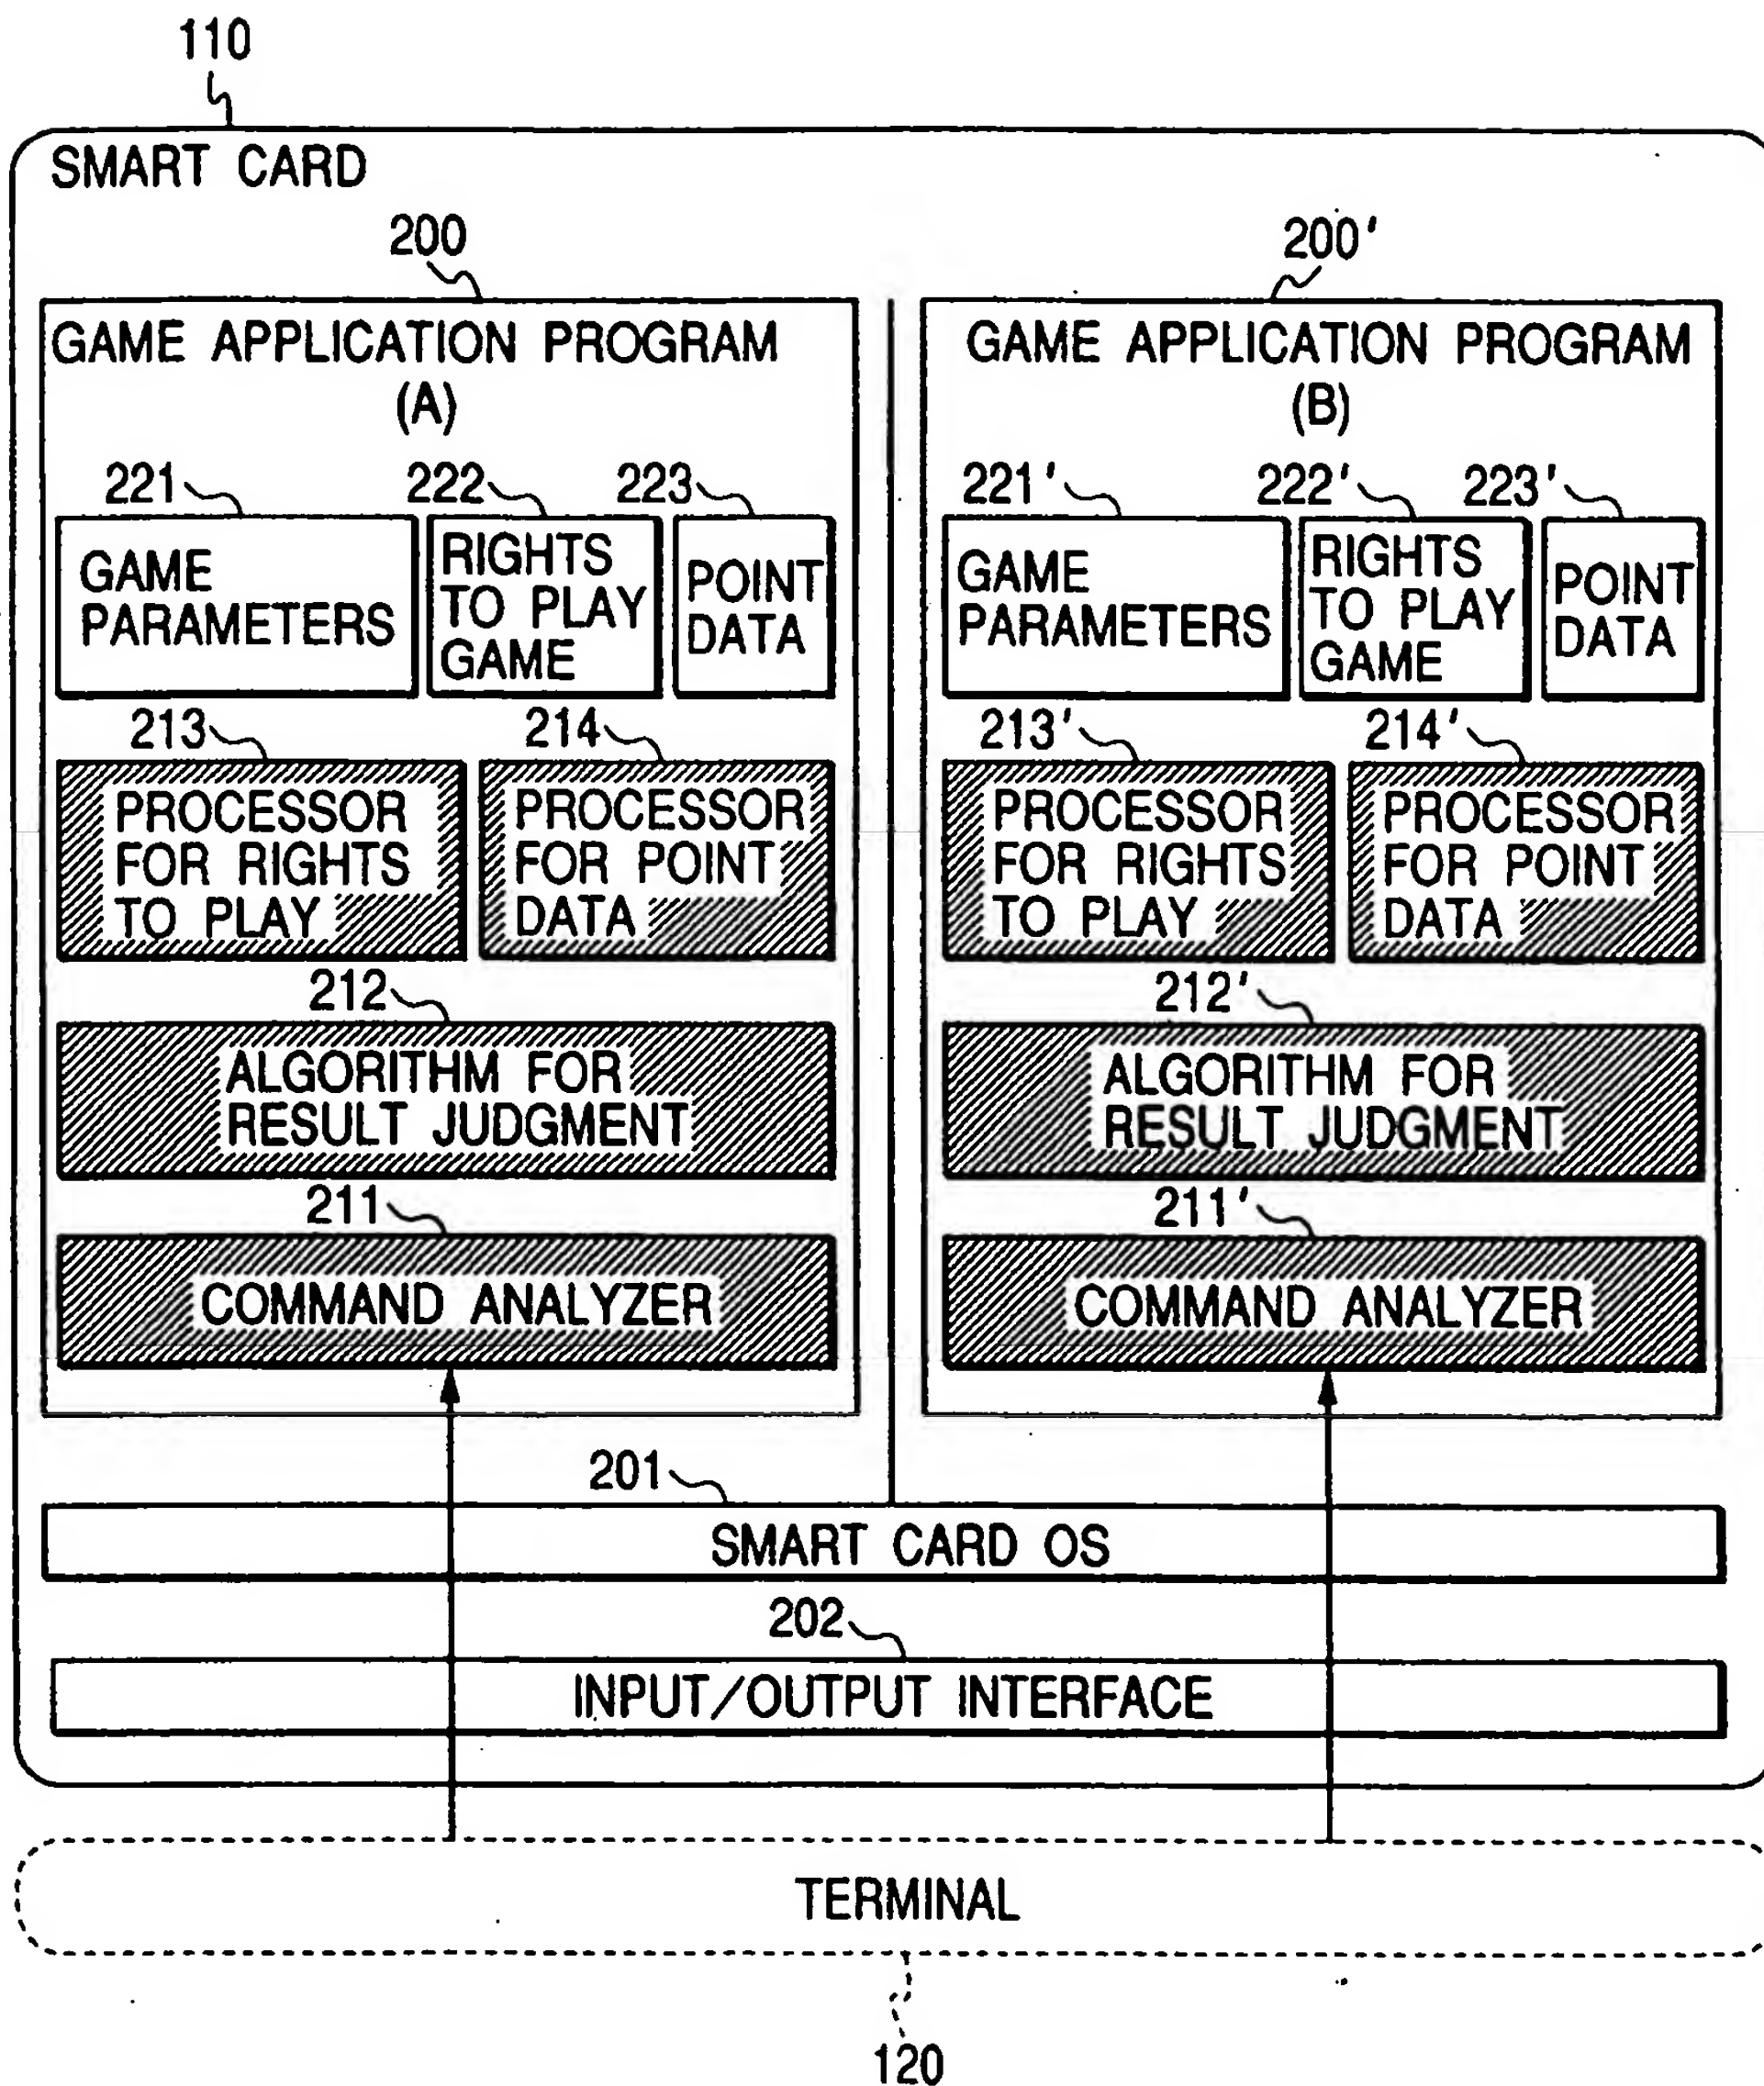 110
SMART CARD
200
200'
GAME APPLICATION PROGRAM
(A)
GAME APPLICATION PROGRAM
(B)
221
222
223
221'
222'
223'
GAME
PARAMETERS
RIGHTS
TO PLAY
GAME
POINT
DATA
GAME
PARAMETERS
RIGHTS
TO PLAY
GAME
POINT
DATA
213
214
213'
214'
PROCESSOR
FOR RIGHTS
TO PLAY
PROCESSOR
FOR POINT
DATA
PROCESSOR
FOR RIGHTS
TO PLAY
PROCESSOR
FOR POINT
DATA
212
212'
ALGORITHM FOR
RESULT JUDGMENT
ALGORITHM FOR
RESULT JUDGMENT
211
211'
COMMAND ANALYZER
COMMAND ANALYZER
201
SMART CARD OS
202
INPUT/OUTPUT INTERFACE
TERMINAL
120